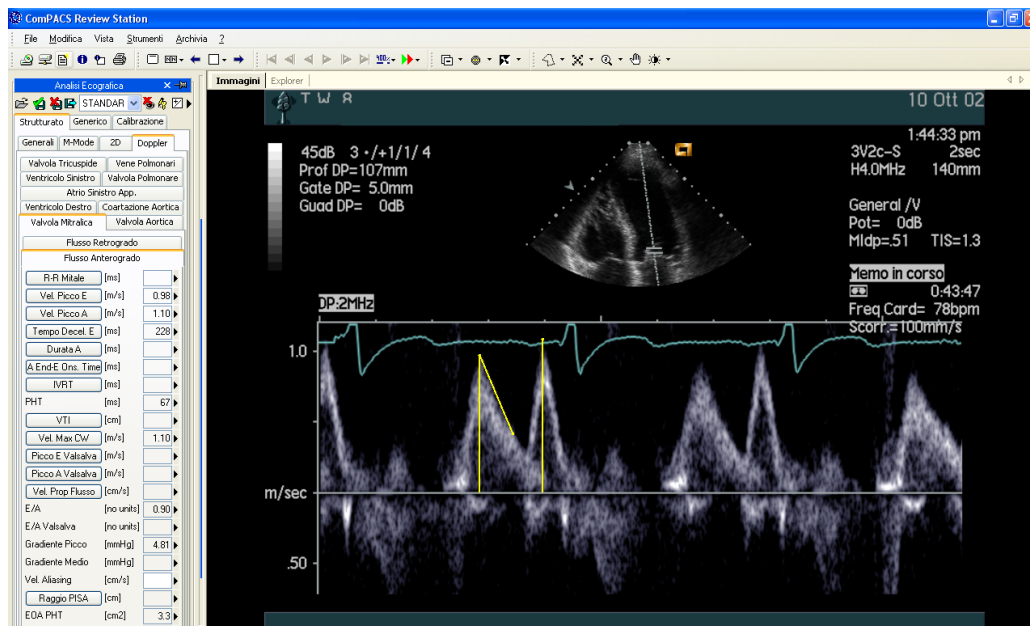 ComPACS Review Station
File Modifica Vista Strumenti Archivia ?
100%
Analisi Ecografica
STANDAR
Strutturato Generico Calibrazione
Generali M-Mode 2D Doppler
Valvola Tricuspide Vene Polmonari
Ventricolo Sinistro Valvola Polmonare
Atrio Sinistro App.
Ventricolo Destro Coartazione Aortica
Valvola Mitralica Valvola Aortica
Flusso Retrogrado
Flusso Anterogrado
R-R Mitale [ms]
Vel. Picco E [m/s] 0.98
Vel. Picco A [m/s] 1.10
Tempo Decel. E [ms] 228
Durata A [ms]
A End-E Ons. Time [ms]
IVRT [ms]
PHT [ms] 67
VTI [cm]
Vel. Max CW [m/s] 1.10
Picco E Valsalva [m/s]
Picco A Valsalva [m/s]
Vel. Prop Flusso [cm/s]
E/A [no units] 0.90
E/A Valsalva [no units]
Gradiente Picco [mmHg] 4.81
Gradiente Medio [mmHg]
Vel. Aliasing [cm/s]
Raggio PISA [cm]
EOA PHT [cm2] 3.3
Immagini Explorer
T W A
10 Ott 02
1:44:33 pm
45dB 3 •/+1/1/ 4
Prof DP=107mm
Gate DP= 5.0mm
Guad DP= 0dB
3V2c-S 2sec
H4.0MHz 140mm
General /V
Pot= 0dB
MIdp=.51 TIS=1.3
Memo in corso
0:43:47
Freq Card= 78bpm
Scorr.=100mm/s
DP:2MHz
1.0
m/sec
.50